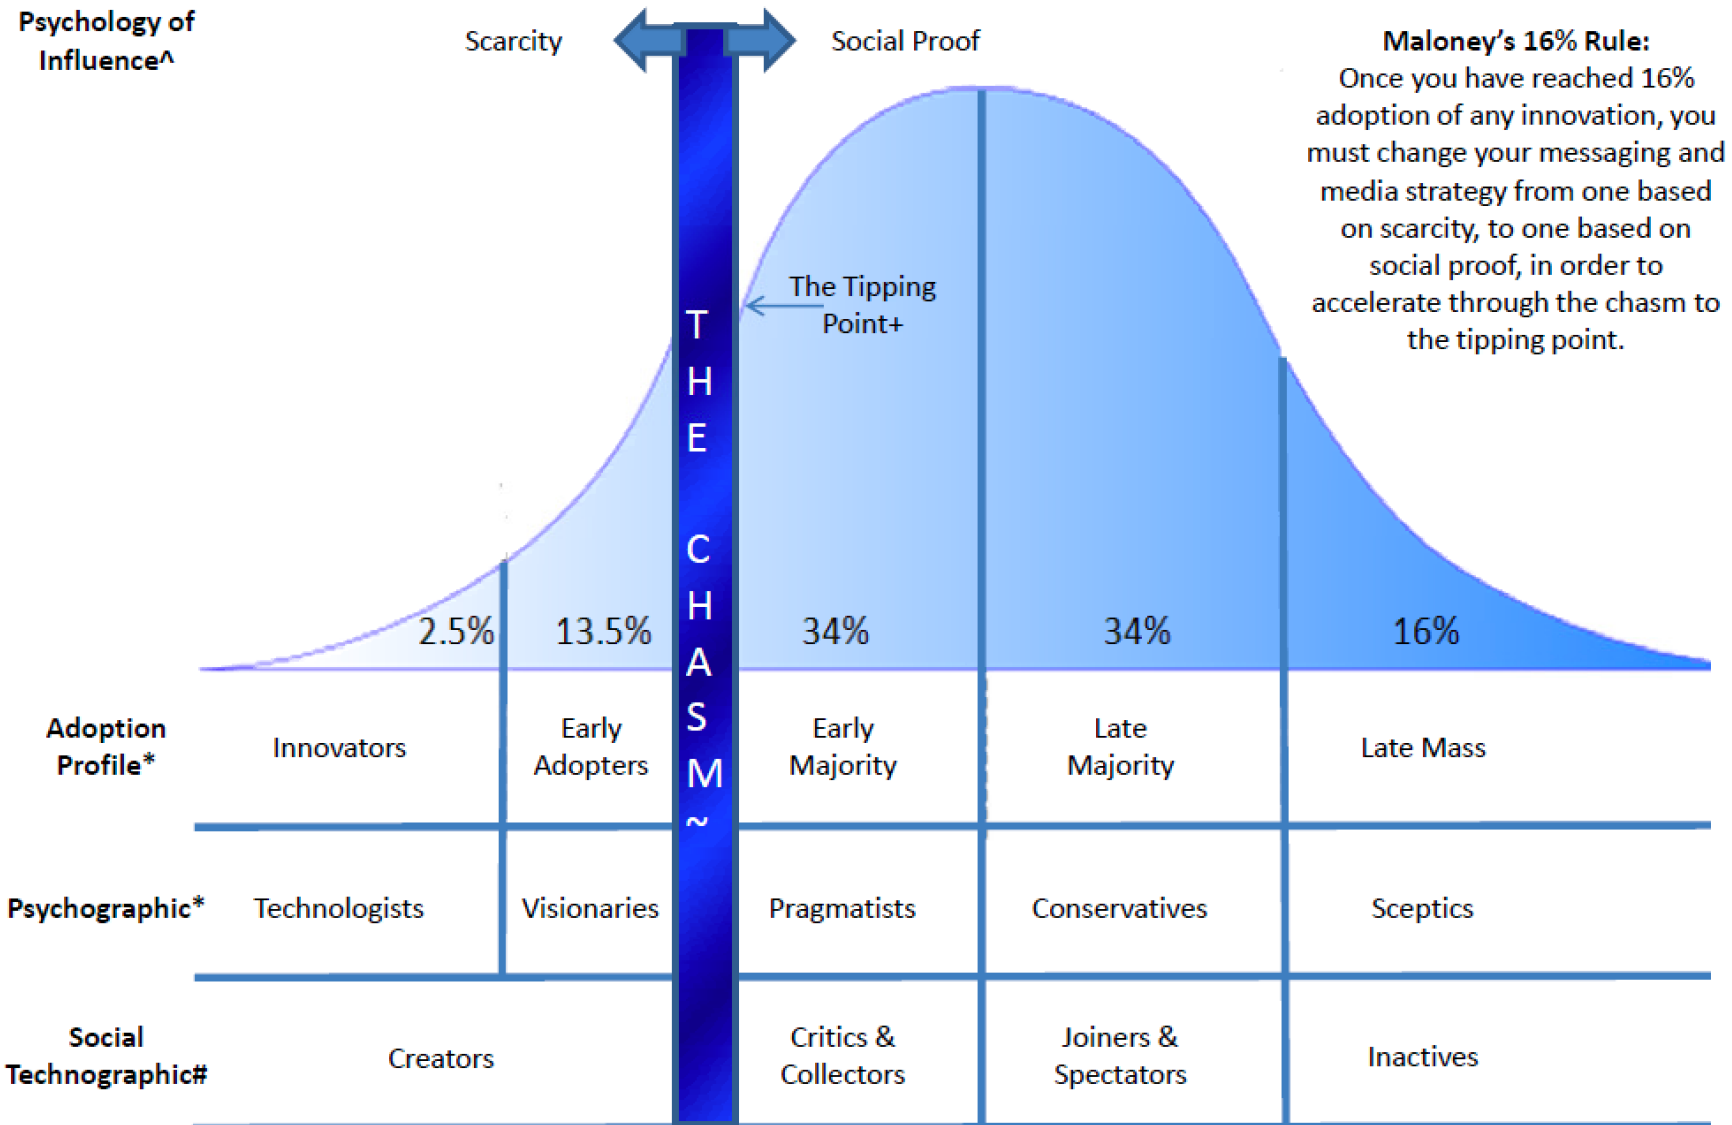 Psychology of
Influence^
Scarcity
Social Proof
Maloney's 16% Rule:
Once you have reached 16%
adoption of any innovation, you
must change your messaging and
media strategy from one based
on scarcity, to one based on
social proof, in order to
accelerate through the chasm to
the tipping point.
The Tipping
Point+
THE CHASM~
2.5%
13.5%
34%
34%
16%
Adoption
Profile*
Innovators
Early
Adopters
Early
Majority
Late
Majority
Late Mass
Psychographic*
Technologists
Visionaries
Pragmatists
Conservatives
Sceptics
Social
Technographic#
Creators
Critics &
Collectors
Joiners &
Spectators
Inactives